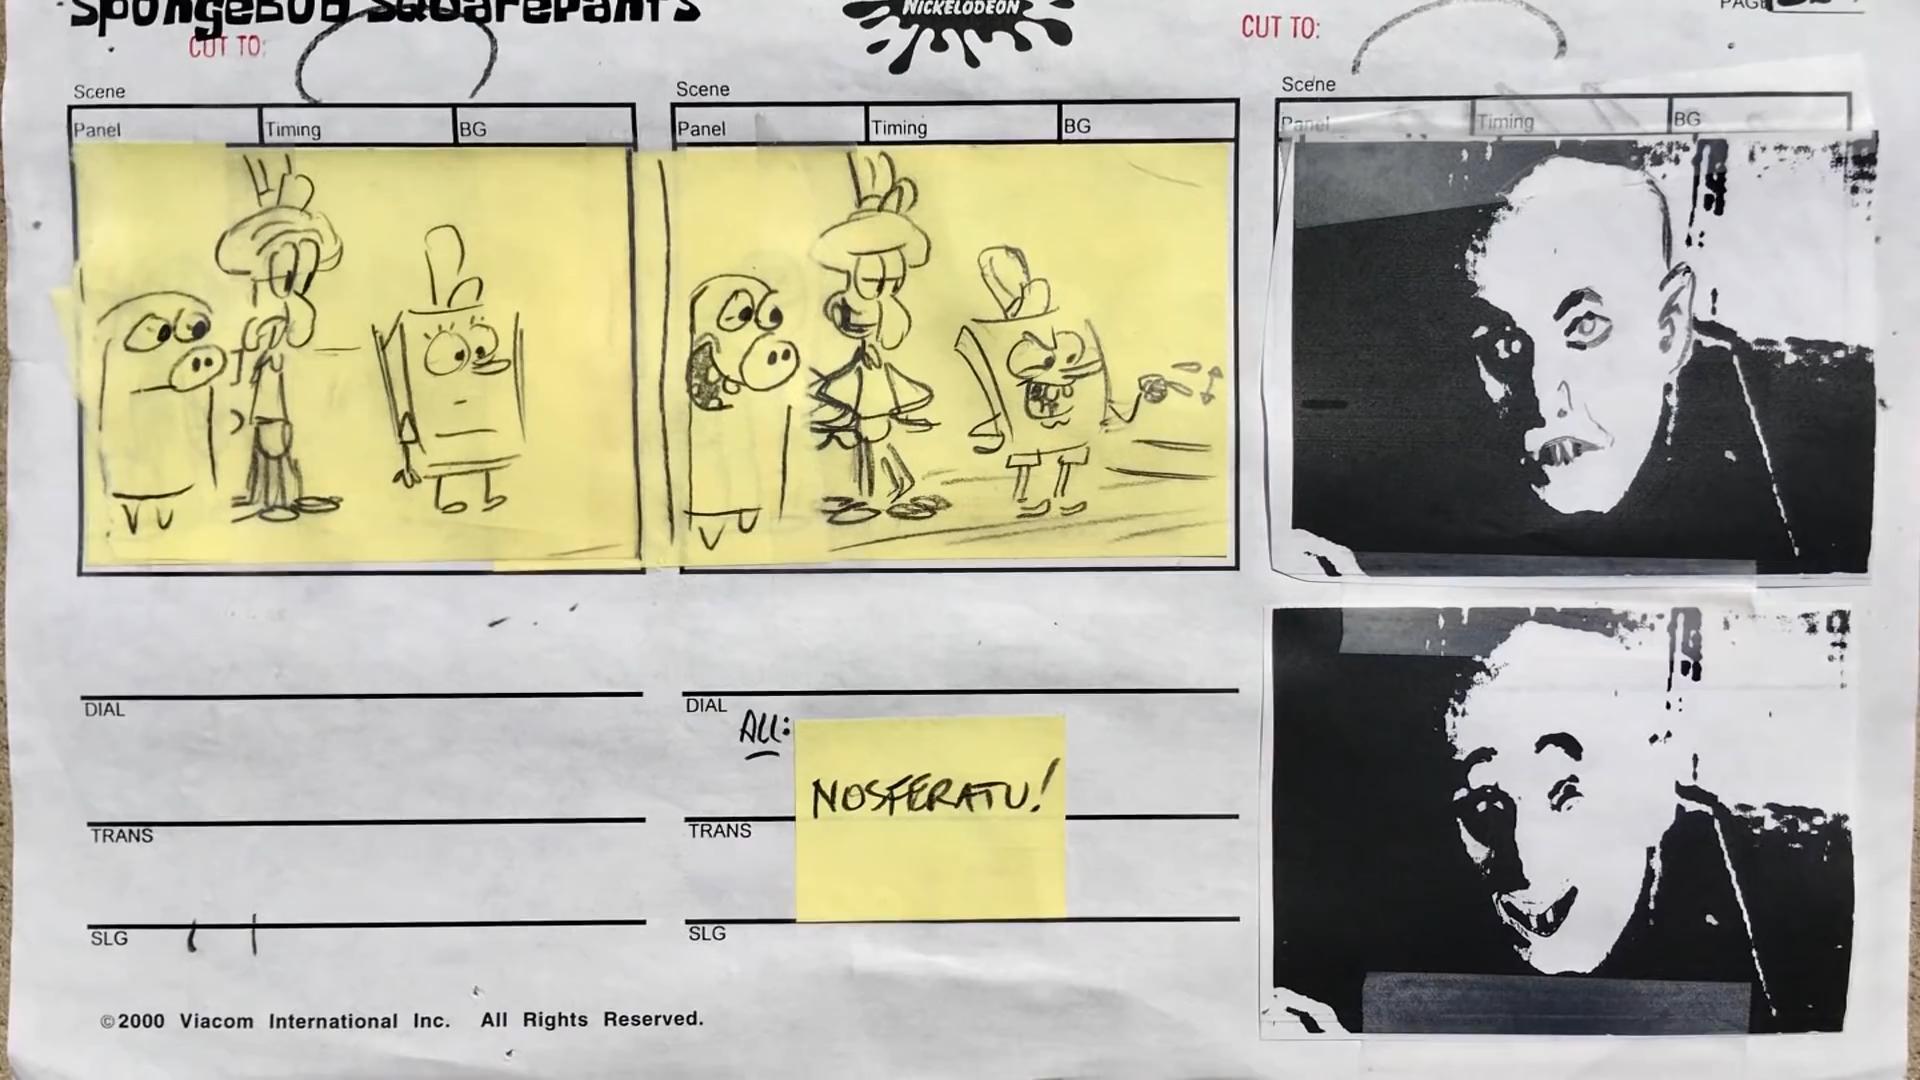 SpongeBob SquarePants
NICKELODEON
PAGE
CUT TO:
CUT TO:
Scene
Scene
Scene
Panel Timing BG
Panel Timing BG
Panel Timing BG
DIAL
DIAL
ALL:
NOSFERATU!
TRANS
TRANS
SLG
SLG
©2000 Viacom International Inc. All Rights Reserved.